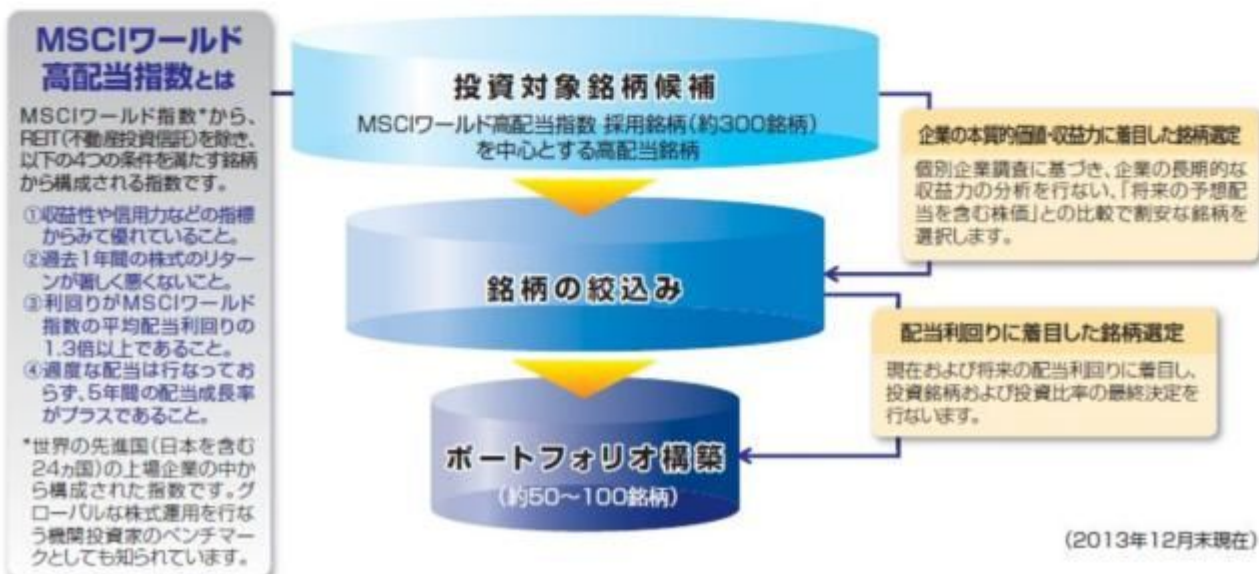 MSCIワールド
高配当指数とは
MSCIワールド指数*から、
REIT(不動産投資信託)を除き、
以下の4つの条件を満たす銘柄
から構成される指数です。
①収益性や信用力などの指標
からみて優れていること。
②過去1年間の株式のリター
ンが著しく悪くないこと。
③利回りがMSCIワールド
指数の平均配当利回りの
1.3倍以上であること。
④過度な配当は行なってお
らず、5年間の配当成長率
がプラスであること。
*世界の先進国(日本を含む
24ヵ国)の上場企業の中か
ら構成された指数です。グ
ローバルな株式運用を行な
う機関投資家のベンチマー
クとしても知られています。
投資対象銘柄候補
MSCIワールド高配当指数 採用銘柄(約300銘柄)
を中心とする高配当銘柄
企業の本質的価値・収益力に着目した銘柄選定
個別企業調査に基づき、企業の長期的な
収益力の分析を行ない、「将来の予想配
当を含む株価」との比較で割安な銘柄を
選択します。
銘柄の絞込み
配当利回りに着目した銘柄選定
現在および将来の配当利回りに着目し、
投資銘柄および投資比率の最終決定を
行ないます。
ポートフォリオ構築
(約50～100銘柄)
(2013年12月末現在)